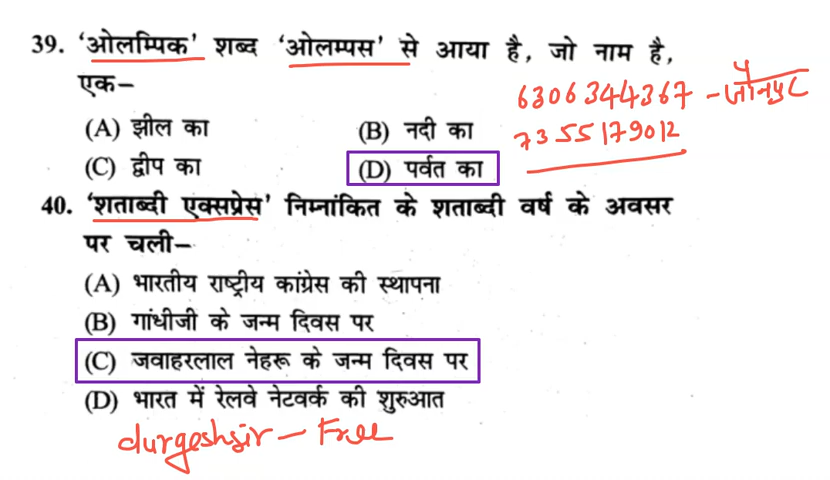 39. 'ओलम्पिक' शब्द 'ओलम्पस' से आया है, जो नाम है,
एक–
6306344367 – जौनपुर
(A) झील का (B) नदी का
7355179012
(C) द्वीप का (D) पर्वत का
40. 'शताब्दी एक्सप्रेस' निम्नांकित के शताब्दी वर्ष के अवसर
पर चली–
(A) भारतीय राष्ट्रीय कांग्रेस की स्थापना
(B) गांधीजी के जन्म दिवस पर
(C) जवाहरलाल नेहरू के जन्म दिवस पर
(D) भारत में रेलवे नेटवर्क की शुरुआत
durgeshsir – Free